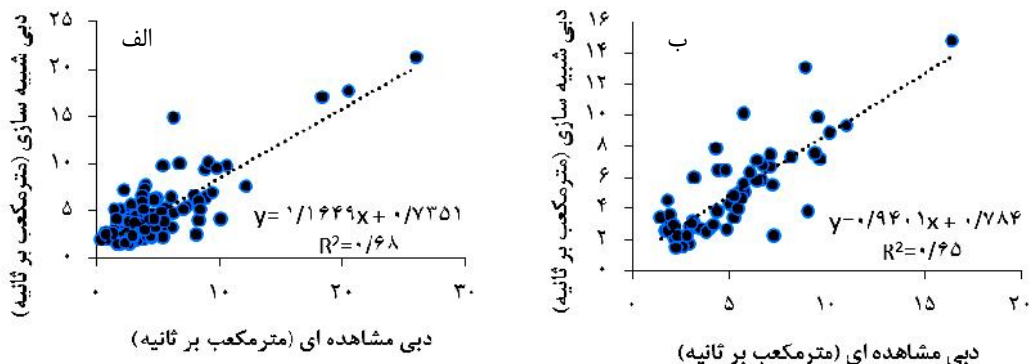 الف
دبی شبیه سازی (مترمکعب بر ثانیه)
۲۵
۲۰
۱۵
۱۰
۵
۰
y= ۱/۱۶۴۹x + ۰/۷۳۵۱
R²=۰/۶۸
۰ ۱۰ ۲۰ ۳۰
دبی مشاهده ای (مترمکعب بر ثانیه)
ب
دبی شبیه سازی (مترمکعب بر ثانیه)
۱۶
۱۴
۱۲
۱۰
۸
۶
۴
۲
۰
y=۰/۹۴۰۱x + ۰/۷۸۴
R²=۰/۶۵
۰ ۵ ۱۰ ۱۵ ۲۰
دبی مشاهده ای (مترمکعب بر ثانیه)